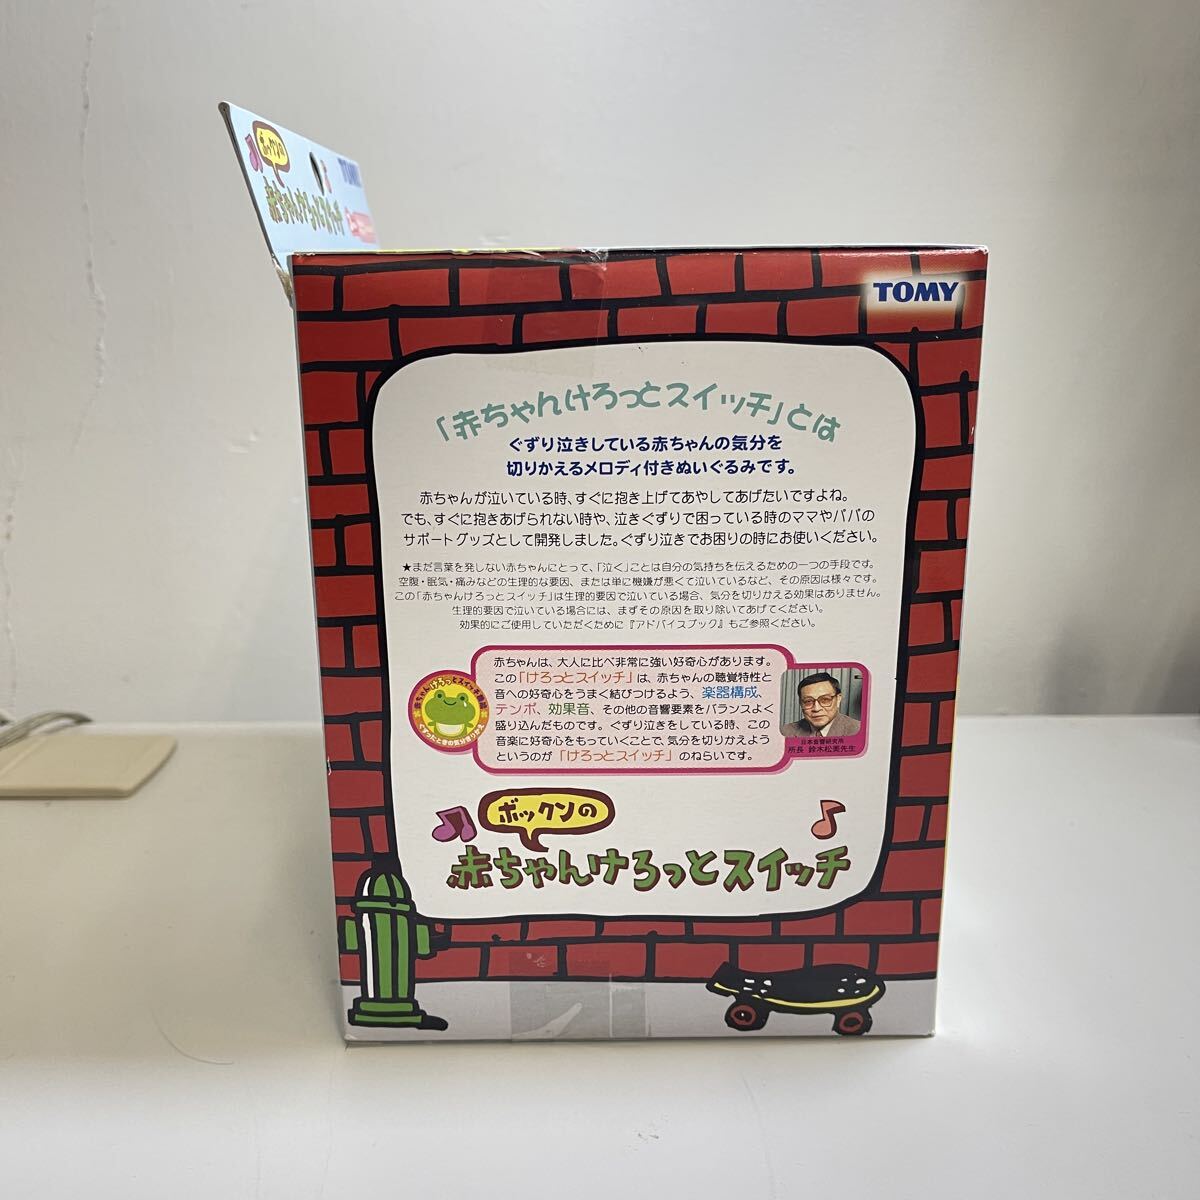 ボックンの
TOMY
赤ちゃんけろっとスイッチ
TOMY
「赤ちゃんけろっとスイッチ」とは
ぐずり泣きしている赤ちゃんの気分を
切りかえるメロディ付きぬいぐるみです。
赤ちゃんが泣いている時、すぐに抱き上げてあやしてあげたいですよね。
でも、すぐに抱きあげられない時や、泣きぐずりで困っている時のママやパパの
サポートグッズとして開発しました。ぐずり泣きでお困りの時にお使いください。
★まだ言葉を発しない赤ちゃんにとって、「泣く」ことは自分の気持ちを伝えるための一つの手段です。
空腹・眠気・痛みなどの生理的な要因、または単に機嫌が悪くて泣いているなど、その原因は様々です。
この「赤ちゃんけろっとスイッチ」は生理的要因で泣いている場合、気分を切りかえる効果はありません。
生理的要因で泣いている場合には、まずその原因を取り除いてあげてください。
効果的にご使用していただくために『アドバイスブック』もご参照ください。
赤ちゃんは、大人に比べ非常に強い好奇心があります。
この「けろっとスイッチ」は、赤ちゃんの聴覚特性と
音への好奇心をうまく結びつけるよう、楽器構成、
テンポ、効果音、その他の音響要素をバランスよく
盛り込んだものです。ぐずり泣きをしている時、この
音楽に好奇心をもっていくことで、気分を切りかえよう
というのが「けろっとスイッチ」のねらいです。
日本音響研究所
所長 鈴木松美先生
ボックンの
赤ちゃんけろっとスイッチ